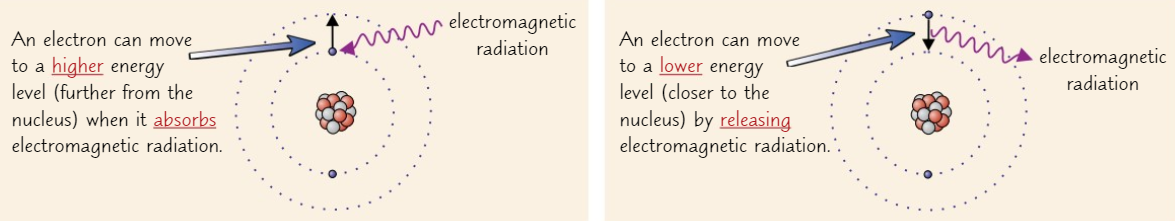 An electron can move
to a higher energy
level (further from the
nucleus) when it absorbs
electromagnetic radiation.
electromagnetic
radiation
An electron can move
to a lower energy
level (closer to the
nucleus) by releasing
electromagnetic radiation.
electromagnetic
radiation